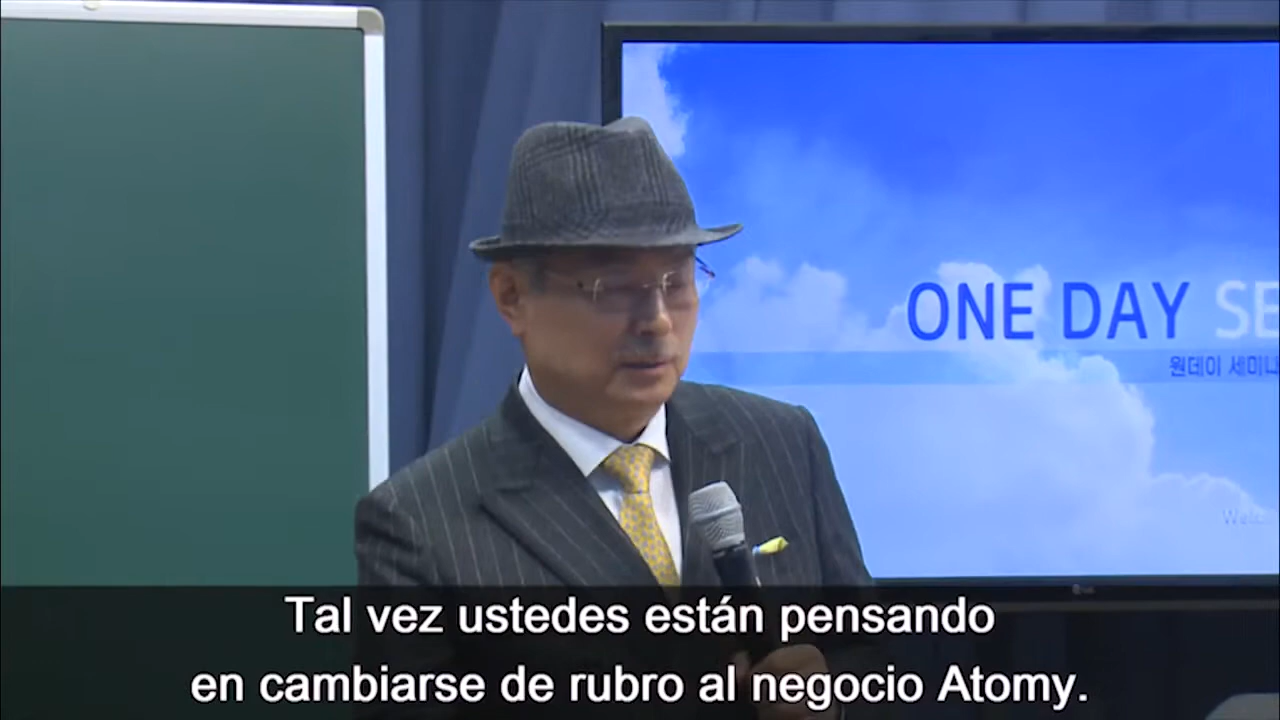 ONE DAY SE
원데이 세미나
Tal vez ustedes están pensando
en cambiarse de rubro al negocio Atomy.